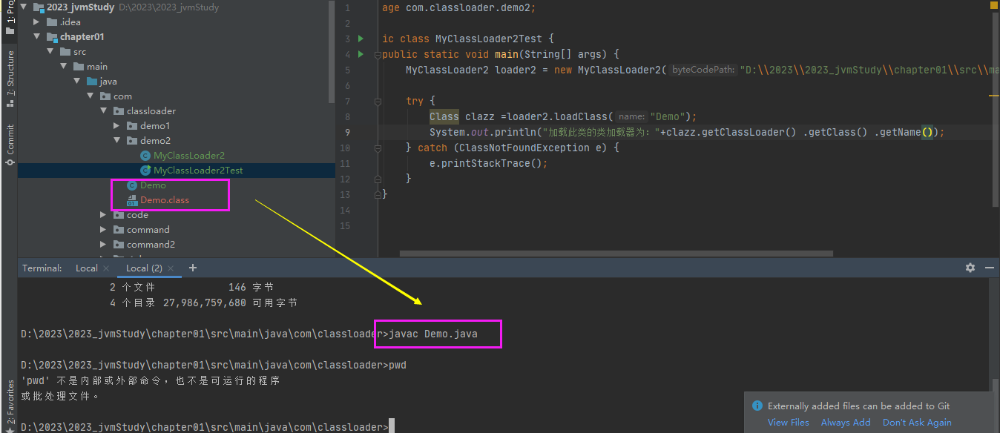 1: Pro
2023_jvmStudy D:\2023\2023_jvmStudy
.idea
chapter01
src
main
java
com
classloader
demo1
demo2
MyClassLoader2
MyClassLoader2Test
Demo
Demo.class
code
command
command2
7: Structure
Commit
2: Favorites
1 age com.classloader.demo2;
2
3 ic class MyClassLoader2Test {
4 public static void main(String[] args) {
5 MyClassLoader2 loader2 = new MyClassLoader2( byteCodePath: "D:\\2023\\2023_jvmStudy\\chapter01\\src\\ma
6
7 try {
8 Class clazz =loader2.loadClass( name: "Demo");
9 System.out.println("加载此类的类加载器为："+clazz.getClassLoader() .getClass() .getName());
10 } catch (ClassNotFoundException e) {
11 e.printStackTrace();
12 }
13 }
14
15
Terminal: Local × Local (2) × +
2 个文件 146 字节
4 个目录 27,986,759,680 可用字节
D:\2023\2023_jvmStudy\chapter01\src\main\java\com\classloader>javac Demo.java
D:\2023\2023_jvmStudy\chapter01\src\main\java\com\classloader>pwd
'pwd' 不是内部或外部命令，也不是可运行的程序
或批处理文件。
D:\2023\2023_jvmStudy\chapter01\src\main\java\com\classloader>
Externally added files can be added to Git
View Files Always Add Don't Ask Again